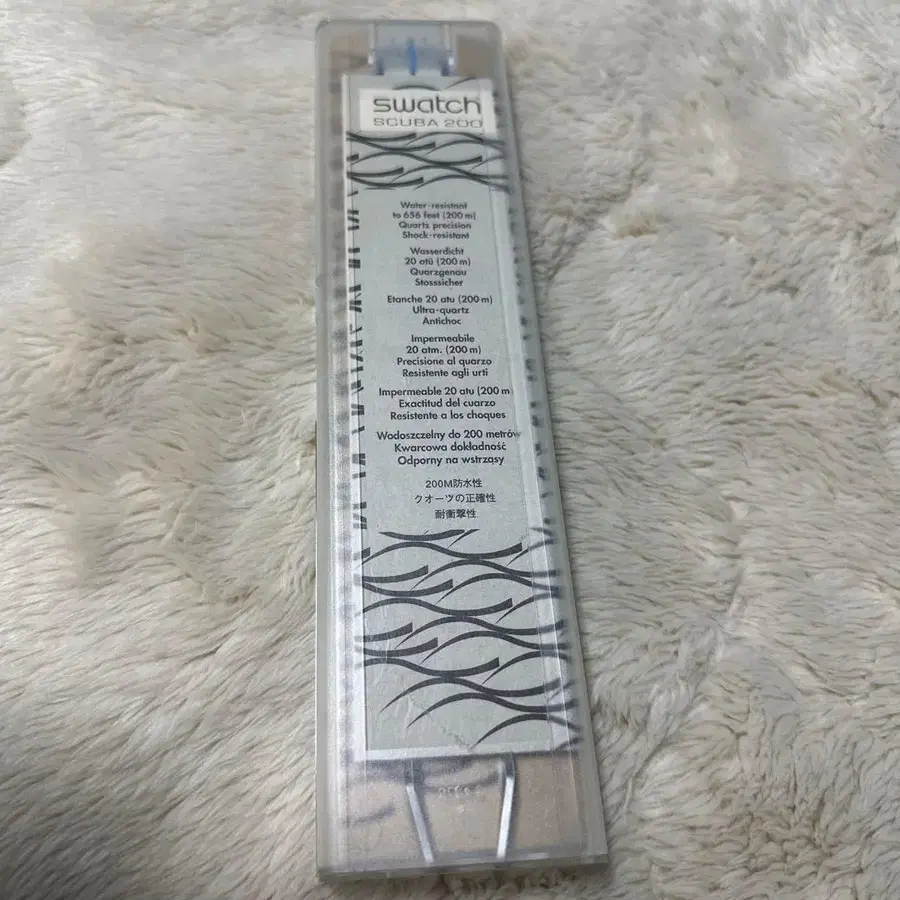 swatch
SCUBA 200
Water-resistant
to 656 feet (200 m)
Quartz precision
Shock-resistant
Wasserdicht
20 atü (200 m)
Quarzgenau
Stosssicher
Etanche 20 atu (200 m)
Ultra-quartz
Antichoc
Impermeabile
20 atm. (200 m)
Precisione al quarzo
Resistente agli urti
Impermeable 20 atu (200 m
Exactitud del cuarzo
Resistente a los choques
Wodoszczelny do 200 metrów
Kwarcowa dokładność
Odporny na wstrząsy
200M防水性
クオーツの正確性
耐衝撃性